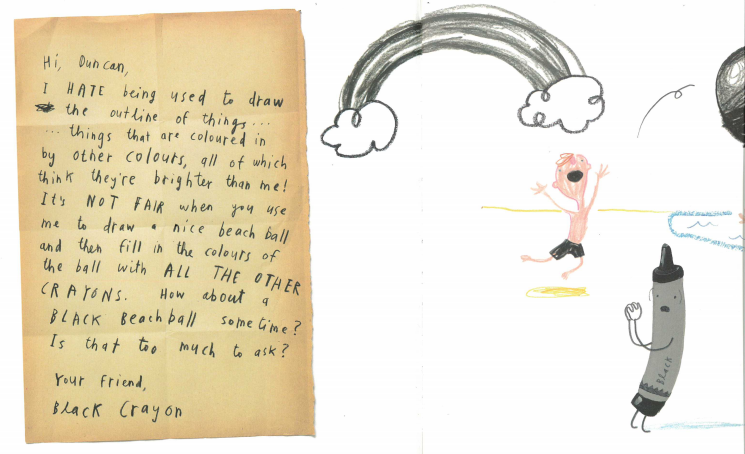 Hi, Duncan,
I HATE being used to draw
the outline of things...
... things that are coloured in
by other colours, all of which
think they're brighter than me!
It's NOT FAIR when you use
me to draw a nice beach ball
and then fill in the colours of
the ball with ALL THE OTHER
CRAYONS. How about a
BLACK Beachball sometime?
Is that too much to ask?
Your friend,
Black Crayon
Black